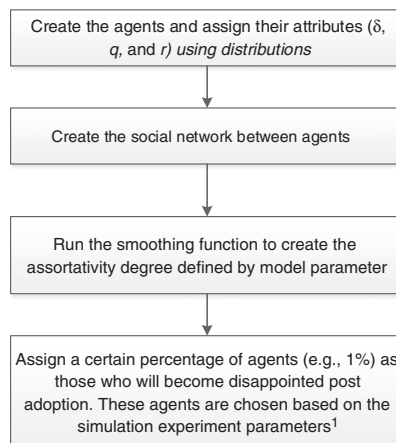 Create the agents and assign their attributes (δ,
q, and r) using distributions
Create the social network between agents
Run the smoothing function to create the
assortativity degree defined by model parameter
Assign a certain percentage of agents (e.g., 1%) as
those who will become disappointed post
adoption. These agents are chosen based on the
simulation experiment parameters¹